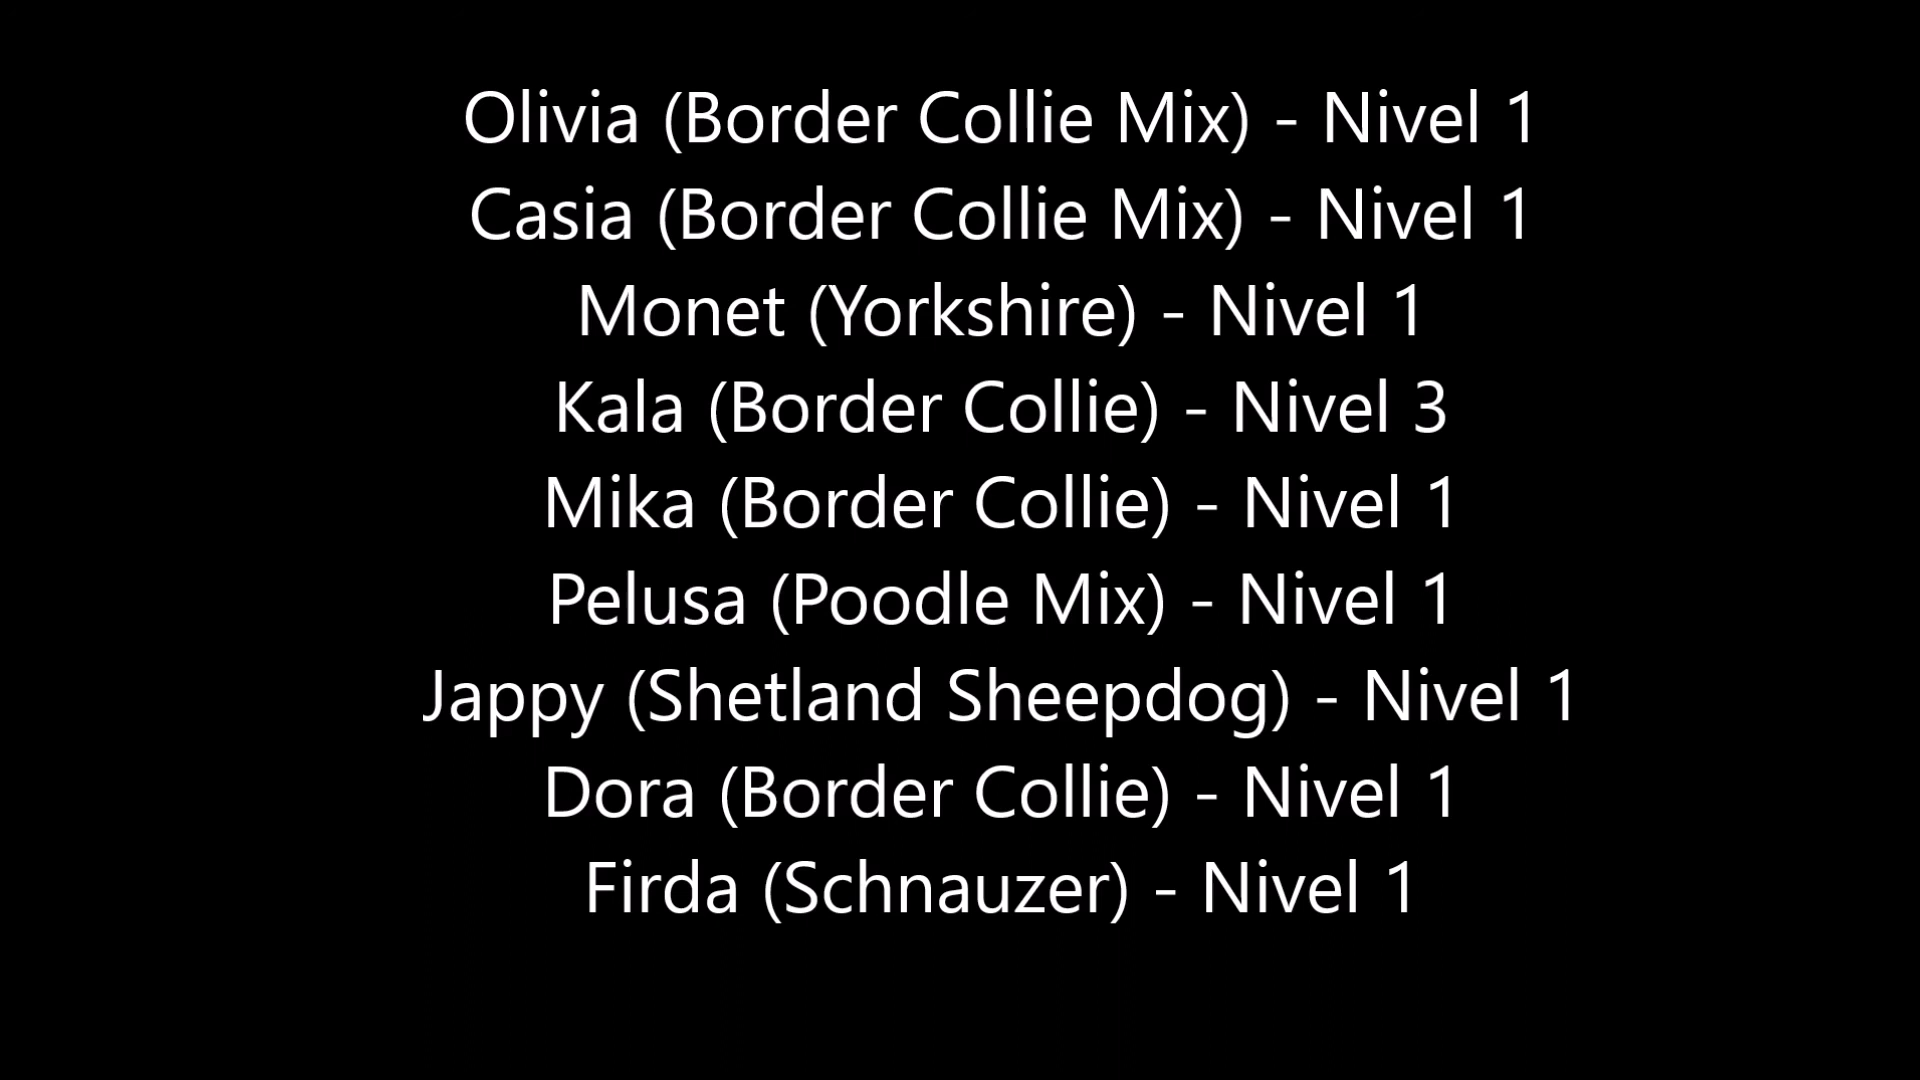 Olivia (Border Collie Mix) - Nivel 1
Casia (Border Collie Mix) - Nivel 1
Monet (Yorkshire) - Nivel 1
Kala (Border Collie) - Nivel 3
Mika (Border Collie) - Nivel 1
Pelusa (Poodle Mix) - Nivel 1
Jappy (Shetland Sheepdog) - Nivel 1
Dora (Border Collie) - Nivel 1
Firda (Schnauzer) - Nivel 1